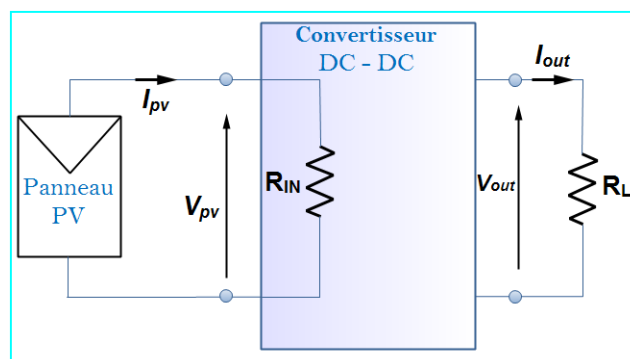 Convertisseur
DC - DC
Ipv
Iout
Panneau
PV
Vpv
RIN
Vout
RL